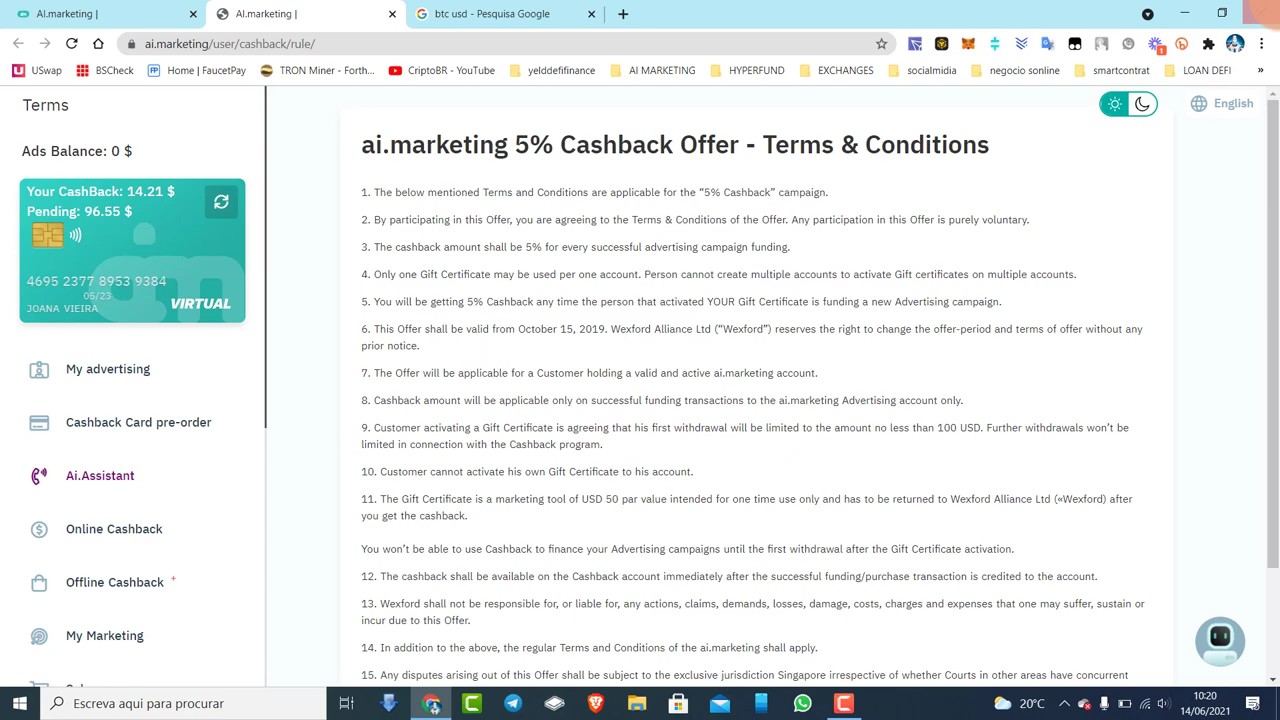 AI.marketing |
AI.marketing |
btc usd - Pesquisa Google
ai.marketing/user/cashback/rule/
USwap
BSCheck
Home | FaucetPay
TRON Miner - Forth...
CriptoBR - YouTube
yelddefifinance
AI MARKETING
HYPERFUND
EXCHANGES
socialmidia
negocio sonline
smartcontrat
LOAN DEFI
»
Terms
English
Ads Balance: 0 $
Your CashBack: 14.21 $
Pending: 96.55 $
4695 2377 8953 9384
05/23
JOANA VIEIRA
VIRTUAL
My advertising
Cashback Card pre-order
Ai.Assistant
Online Cashback
Offline Cashback *
My Marketing
ai.marketing 5% Cashback Offer - Terms & Conditions
1. The below mentioned Terms and Conditions are applicable for the “5% Cashback” campaign.
2. By participating in this Offer, you are agreeing to the Terms & Conditions of the Offer. Any participation in this Offer is purely voluntary.
3. The cashback amount shall be 5% for every successful advertising campaign funding.
4. Only one Gift Certificate may be used per one account. Person cannot create multiple accounts to activate Gift certificates on multiple accounts.
5. You will be getting 5% Cashback any time the person that activated YOUR Gift Certificate is funding a new Advertising campaign.
6. This Offer shall be valid from October 15, 2019. Wexford Alliance Ltd (“Wexford”) reserves the right to change the offer-period and terms of offer without any
prior notice.
7. The Offer will be applicable for a Customer holding a valid and active ai.marketing account.
8. Cashback amount will be applicable only on successful funding transactions to the ai.marketing Advertising account only.
9. Customer activating a Gift Certificate is agreeing that his first withdrawal will be limited to the amount no less than 100 USD. Further withdrawals won’t be
limited in connection with the Cashback program.
10. Customer cannot activate his own Gift Certificate to his account.
11. The Gift Certificate is a marketing tool of USD 50 par value intended for one time use only and has to be returned to Wexford Alliance Ltd («Wexford) after
you get the cashback.
You won’t be able to use Cashback to finance your Advertising campaigns until the first withdrawal after the Gift Certificate activation.
12. The cashback shall be available on the Cashback account immediately after the successful funding/purchase transaction is credited to the account.
13. Wexford shall not be responsible for, or liable for, any actions, claims, demands, losses, damage, costs, charges and expenses that one may suffer, sustain or
incur due to this Offer.
14. In addition to the above, the regular Terms and Conditions of the ai.marketing shall apply.
15. Any disputes arising out of this Offer shall be subject to the exclusive jurisdiction Singapore irrespective of whether Courts in other areas have concurrent
Escreva aqui para procurar
20°C
10:20
14/06/2021